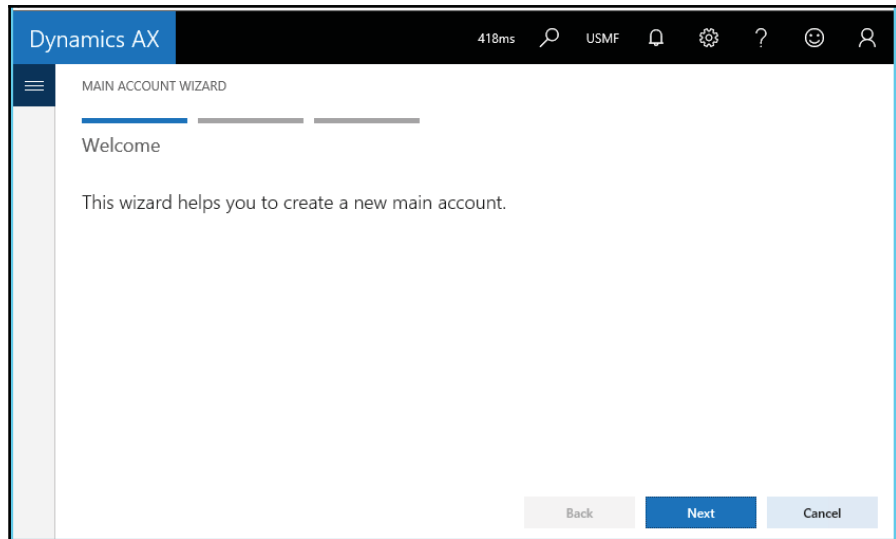 Dynamics AX 418ms USMF ?
MAIN ACCOUNT WIZARD
Welcome
This wizard helps you to create a new main account.
Back Next Cancel